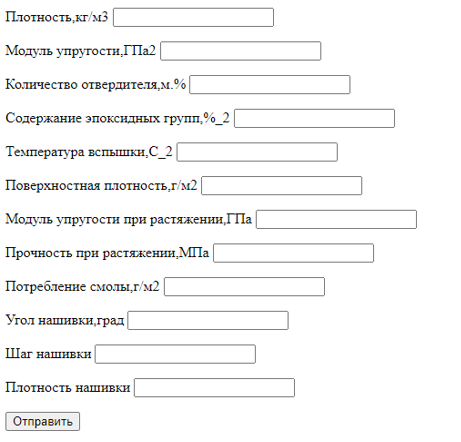 Плотность,кг/м3
Модуль упругости,ГПа2
Количество отвердителя,м.%
Содержание эпоксидных групп,%_2
Температура вспышки,С_2
Поверхностная плотность,г/м2
Модуль упругости при растяжении,ГПа
Прочность при растяжении,МПа
Потребление смолы,г/м2
Угол нашивки,град
Шаг нашивки
Плотность нашивки
Отправить